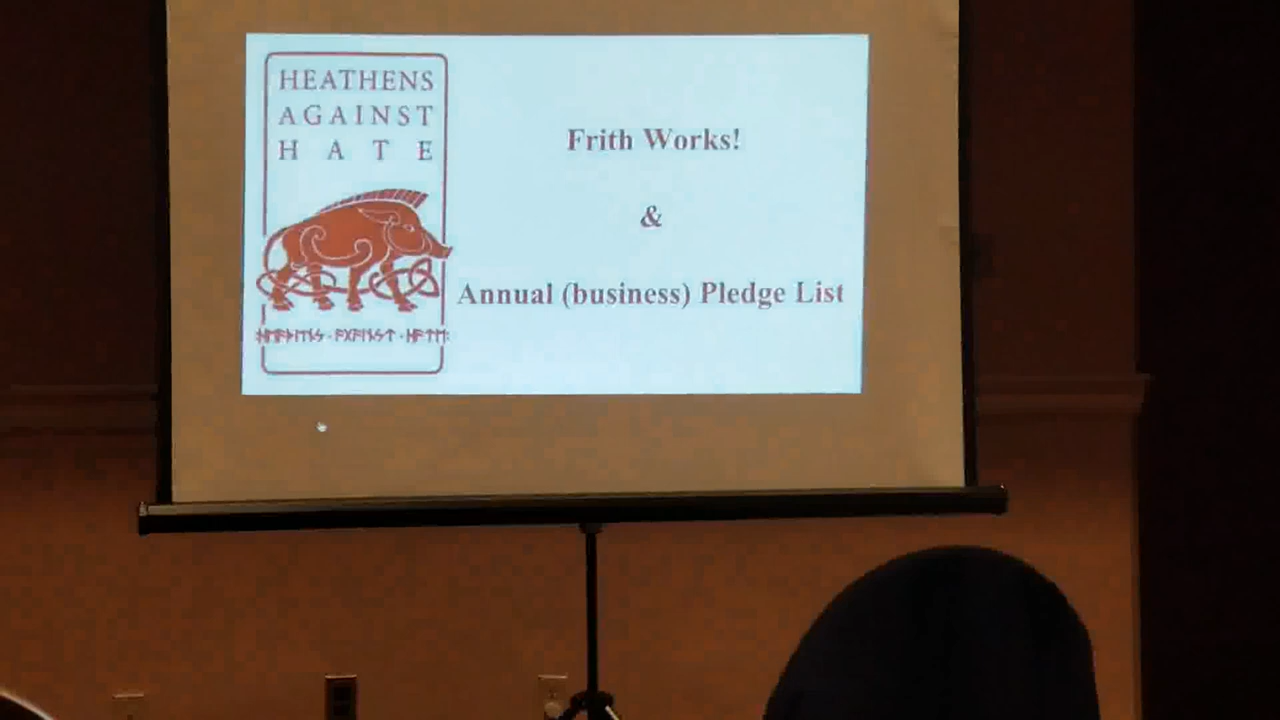 HEATHENS
AGAINST
HATE
Frith Works!
&
Annual (business) Pledge List